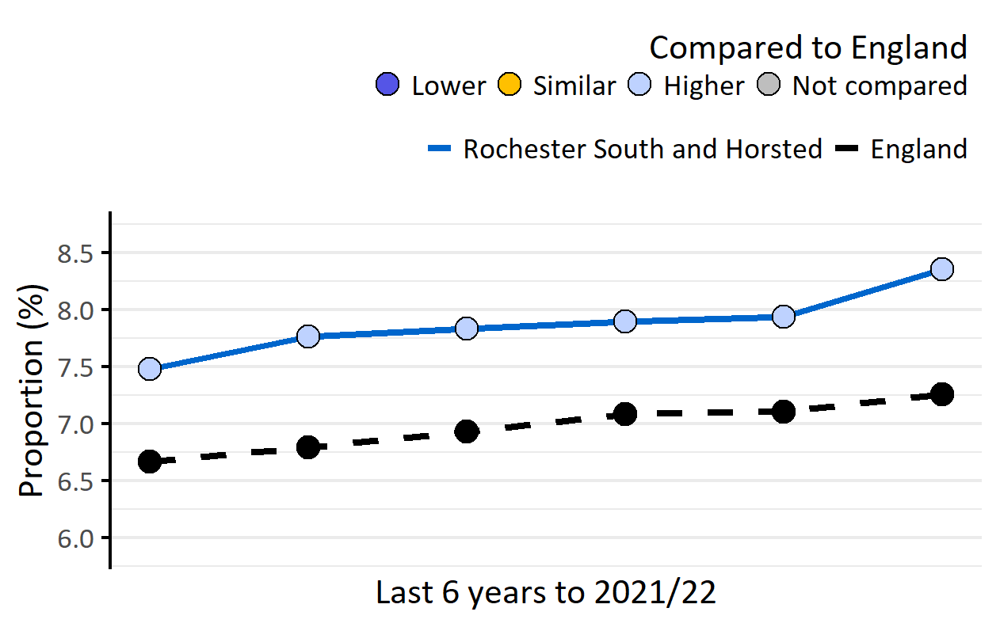 Compared to England
Lower Similar Higher Not compared
Rochester South and Horsted England
Proportion (%)
8.5
8.0
7.5
7.0
6.5
6.0
Last 6 years to 2021/22